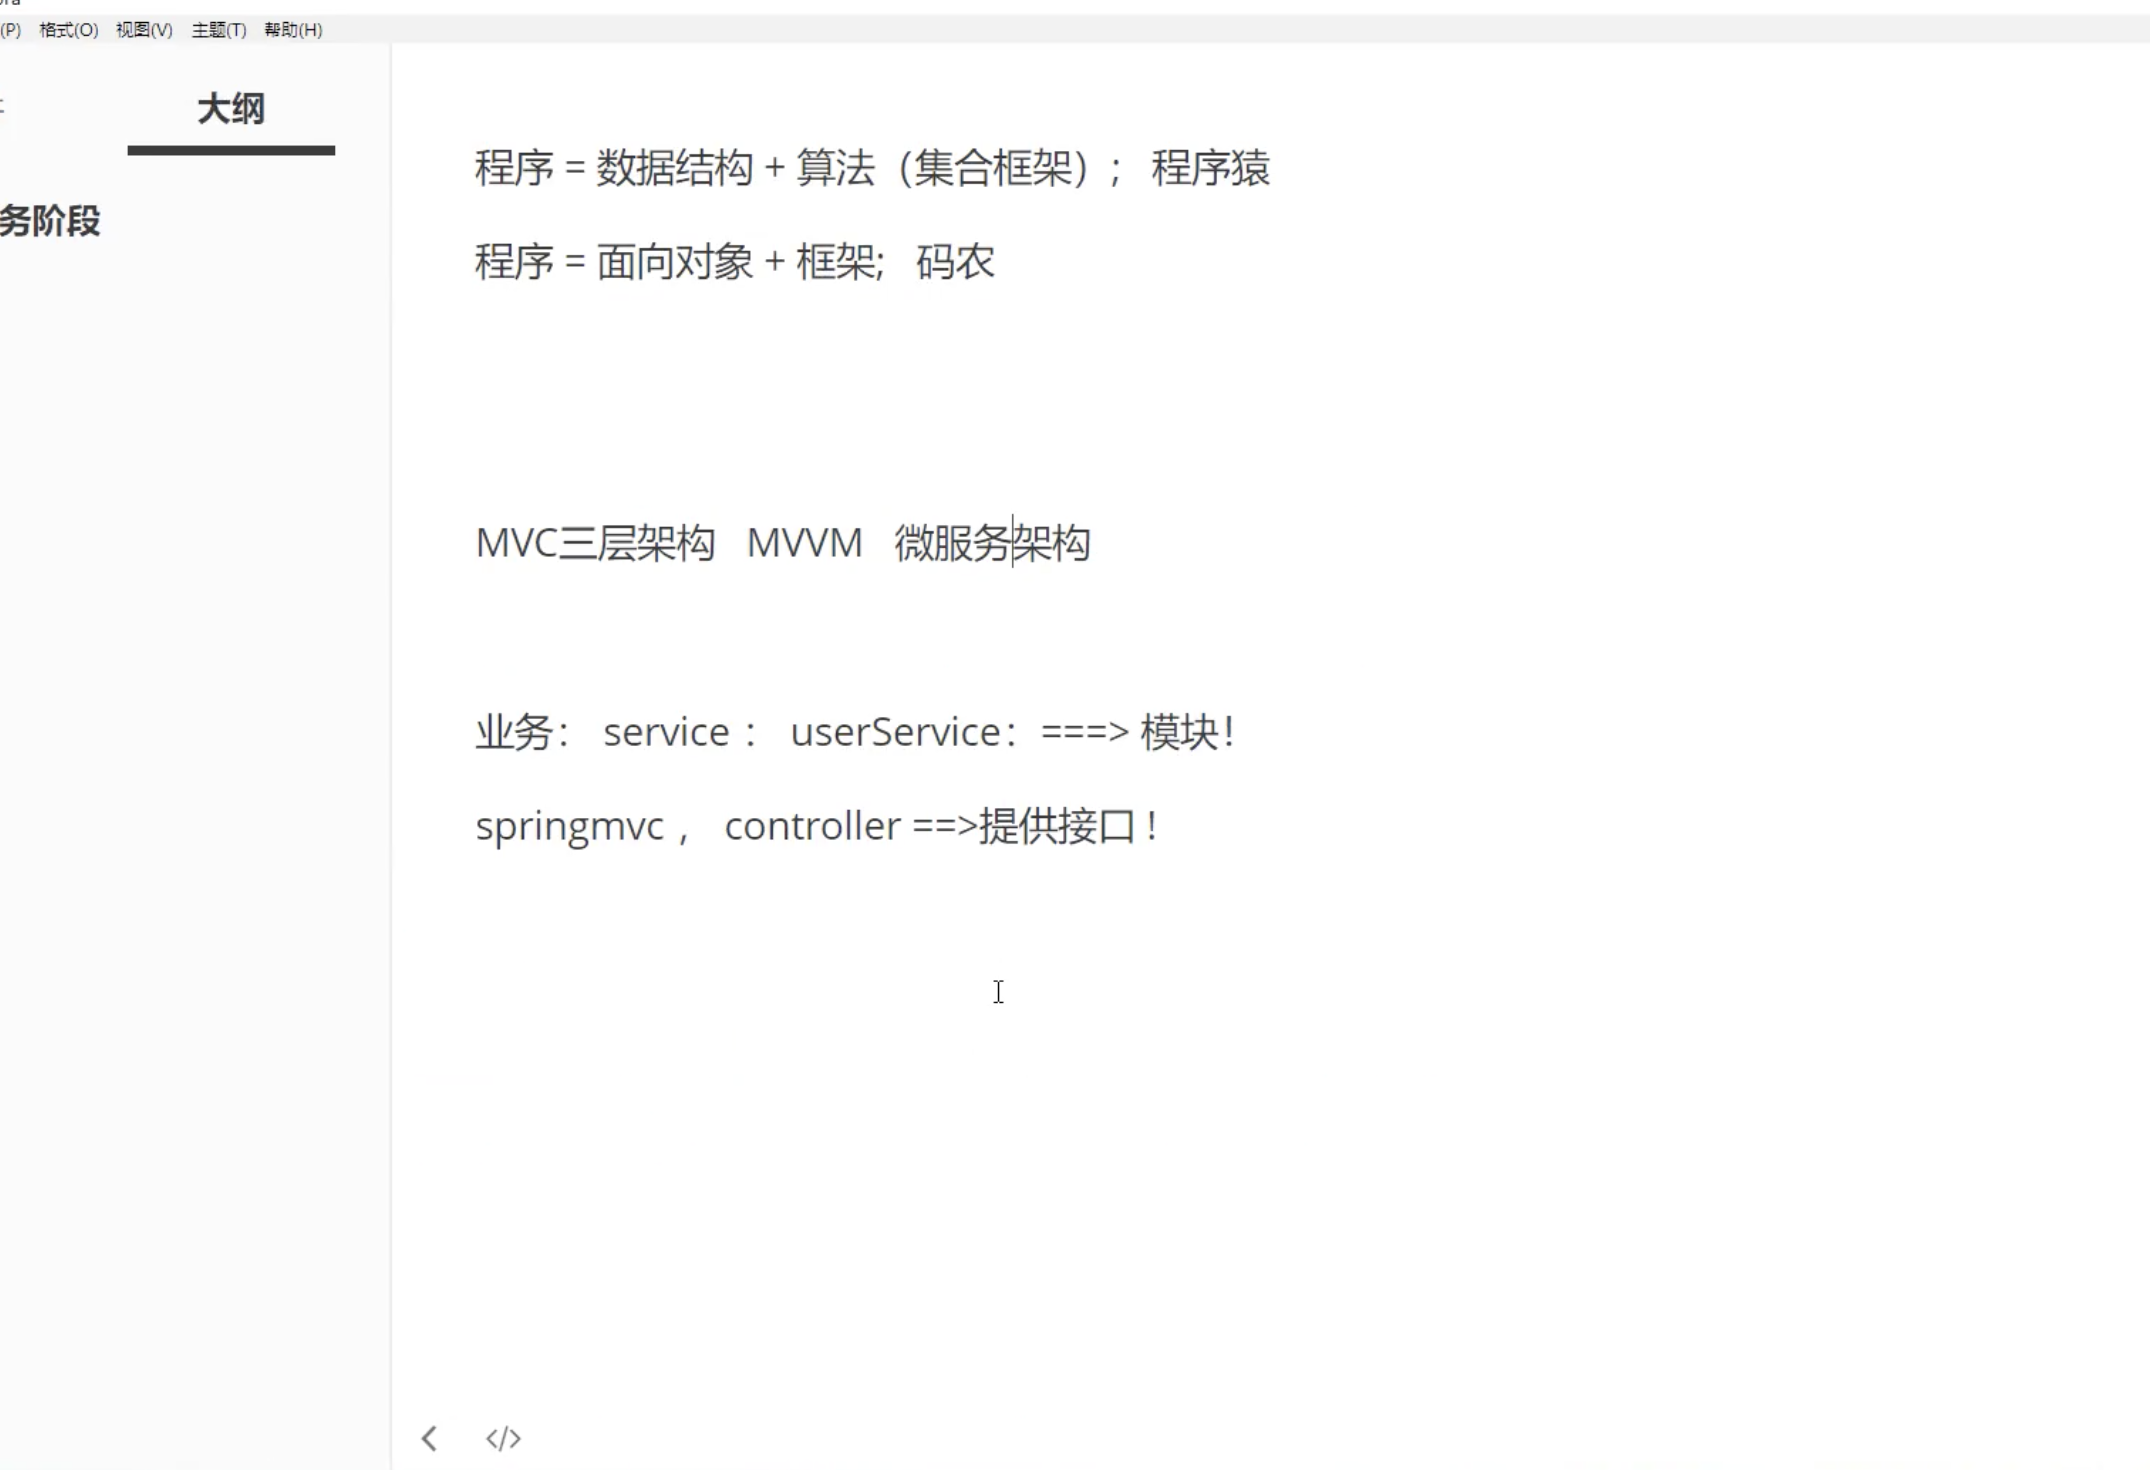 (P) 格式(O) 视图(V) 主题(T) 帮助(H)
大纲
务阶段
程序 = 数据结构 + 算法（集合框架）； 程序猿
程序 = 面向对象 + 框架; 码农
MVC三层架构 MVVM 微服务架构
业务： service ： userService： ===> 模块！
springmvc ， controller ==>提供接口！